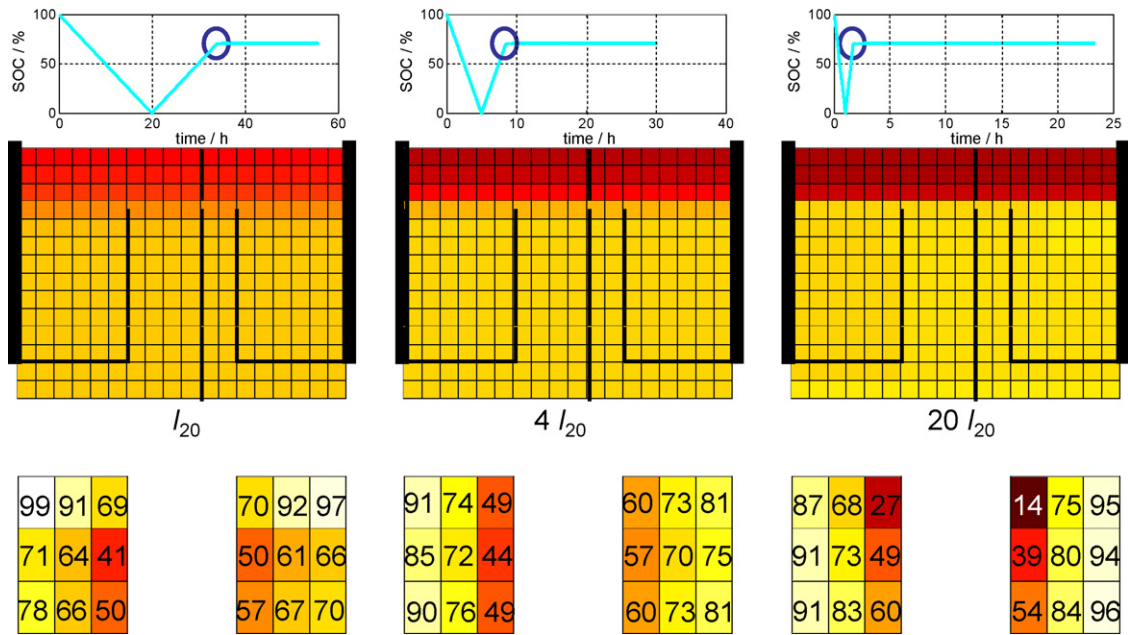 100
50
0
SOC / %
0 20 40 60
time / h
100
50
0
SOC / %
0 10 20 30 40
time / h
100
50
0
SOC / %
0 5 10 15 20 25
time / h
I20
4 I20
20 I20
99 91 69
71 64 41
78 66 50
70 92 97
50 61 66
57 67 70
91 74 49
85 72 44
90 76 49
60 73 81
57 70 75
60 73 81
87 68 27
91 73 49
91 83 60
14 75 95
39 80 94
54 84 96